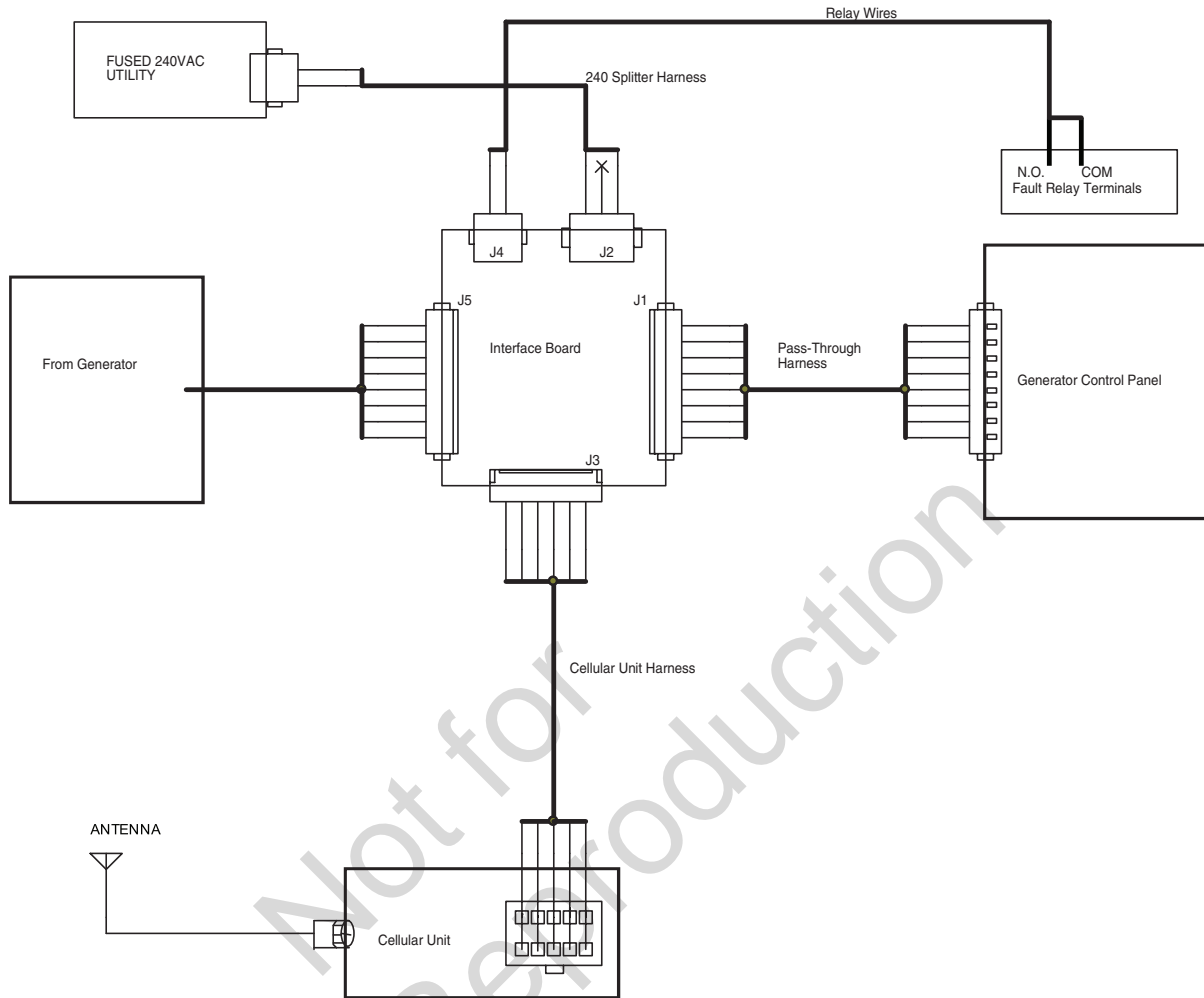 Relay Wires
FUSED 240VAC
UTILITY
240 Splitter Harness
N.O. COM
Fault Relay Terminals
J4
J2
J5
J1
From Generator
Interface Board
Pass-Through
Harness
Generator Control Panel
J3
Cellular Unit Harness
ANTENNA
Cellular Unit
Not for
Reproduction